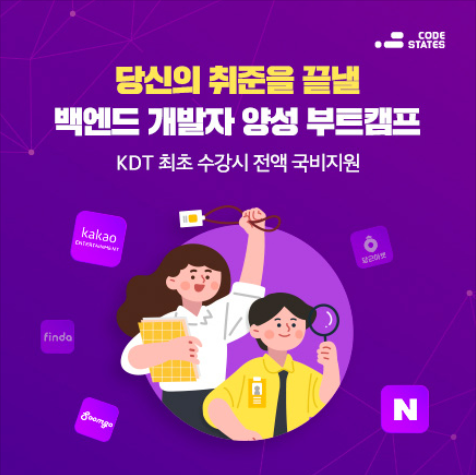 CODE
STATES
당신의 취준을 끝낼
백엔드 개발자 양성 부트캠프
KDT 최초 수강시 전액 국비지원
kakao
ENTERTAINMENT
당근마켓
finda
Soomgo
N